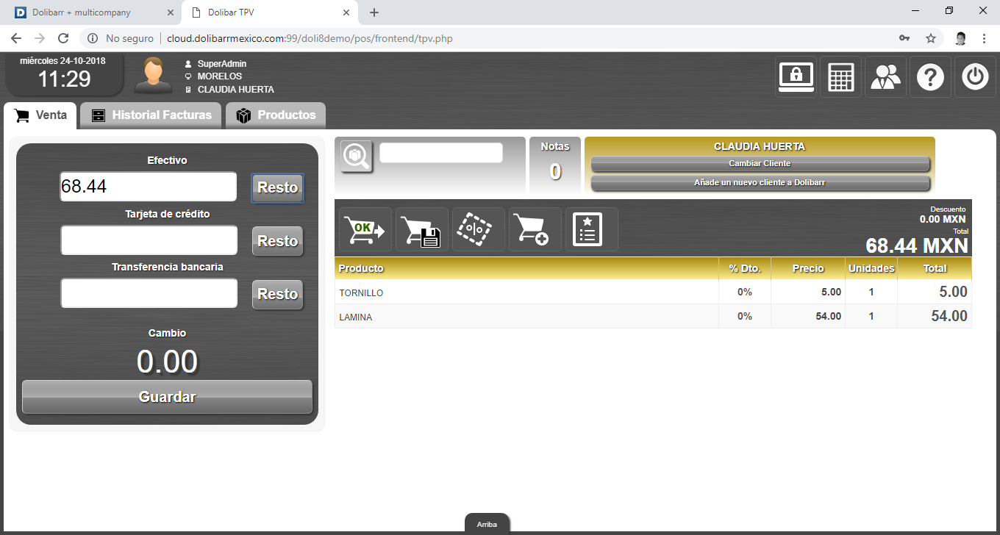 Dolibarr + multicompany
Dolibar TPV
No seguro
cloud.dolibarrmexico.com:99/doli8demo/pos/frontend/tpv.php
miércoles 24-10-2018
11:29
SuperAdmin
MORELOS
CLAUDIA HUERTA
Venta
Historial Facturas
Productos
Efectivo
68.44
Resto
Tarjeta de crédito
Resto
Transferencia bancaria
Resto
Cambio
0.00
Guardar
Notas
0
CLAUDIA HUERTA
Cambiar Cliente
Añade un nuevo cliente a Dolibarr
OK
Descuento
0.00 MXN
Total
68.44 MXN
Producto % Dto. Precio Unidades Total
TORNILLO 0% 5.00 1 5.00
LAMINA 0% 54.00 1 54.00
Arriba